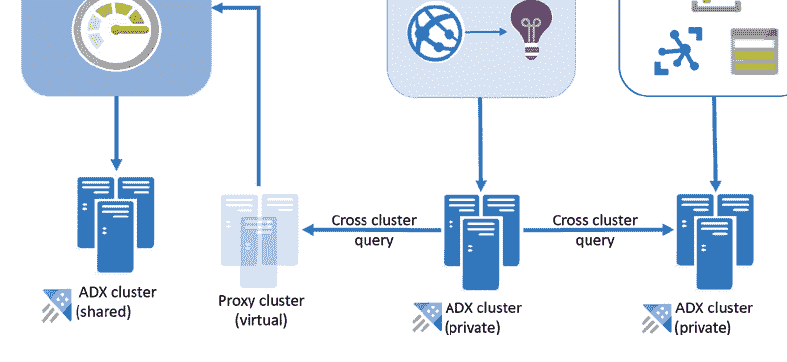 Cross cluster
query
Cross cluster
query
ADX cluster
(shared)
Proxy cluster
(virtual)
ADX cluster
(private)
ADX cluster
(private)